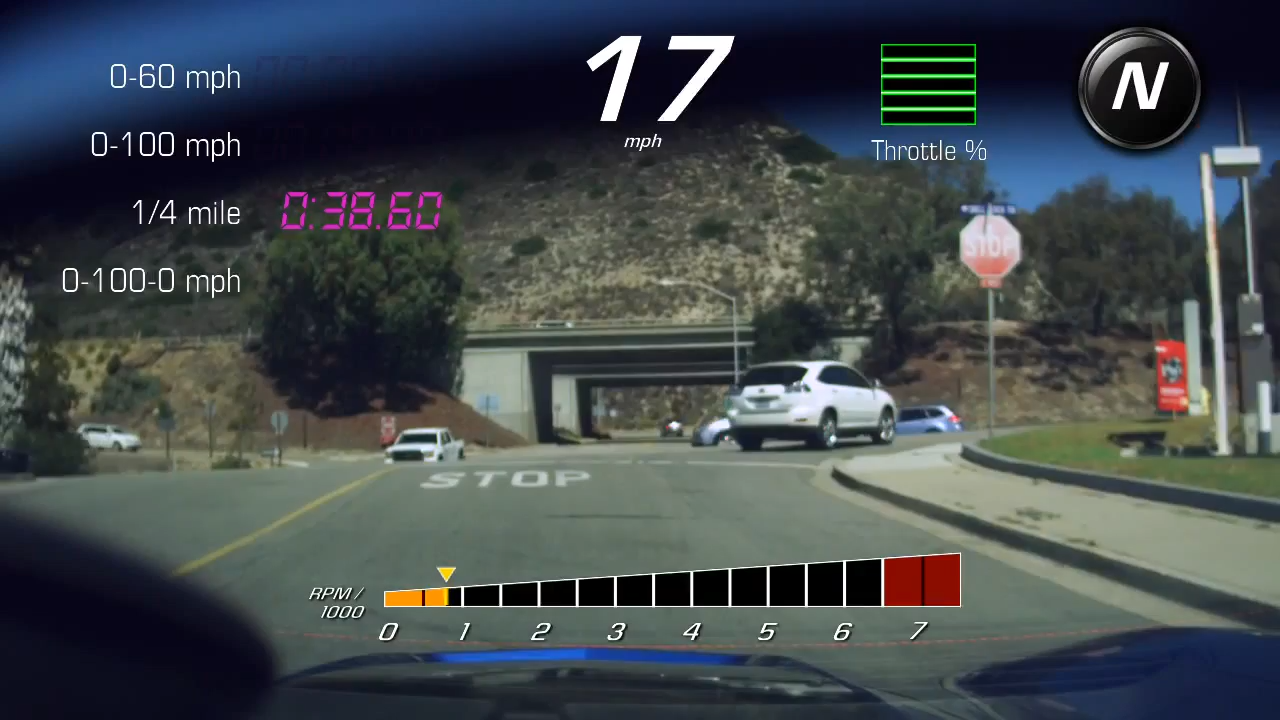 0-60 mph
17
mph
N
Throttle %
0-100 mph
1/4 mile 0:38.60
0-100-0 mph
STOP
STOP
RPM /
1000
0 1 2 3 4 5 6 7